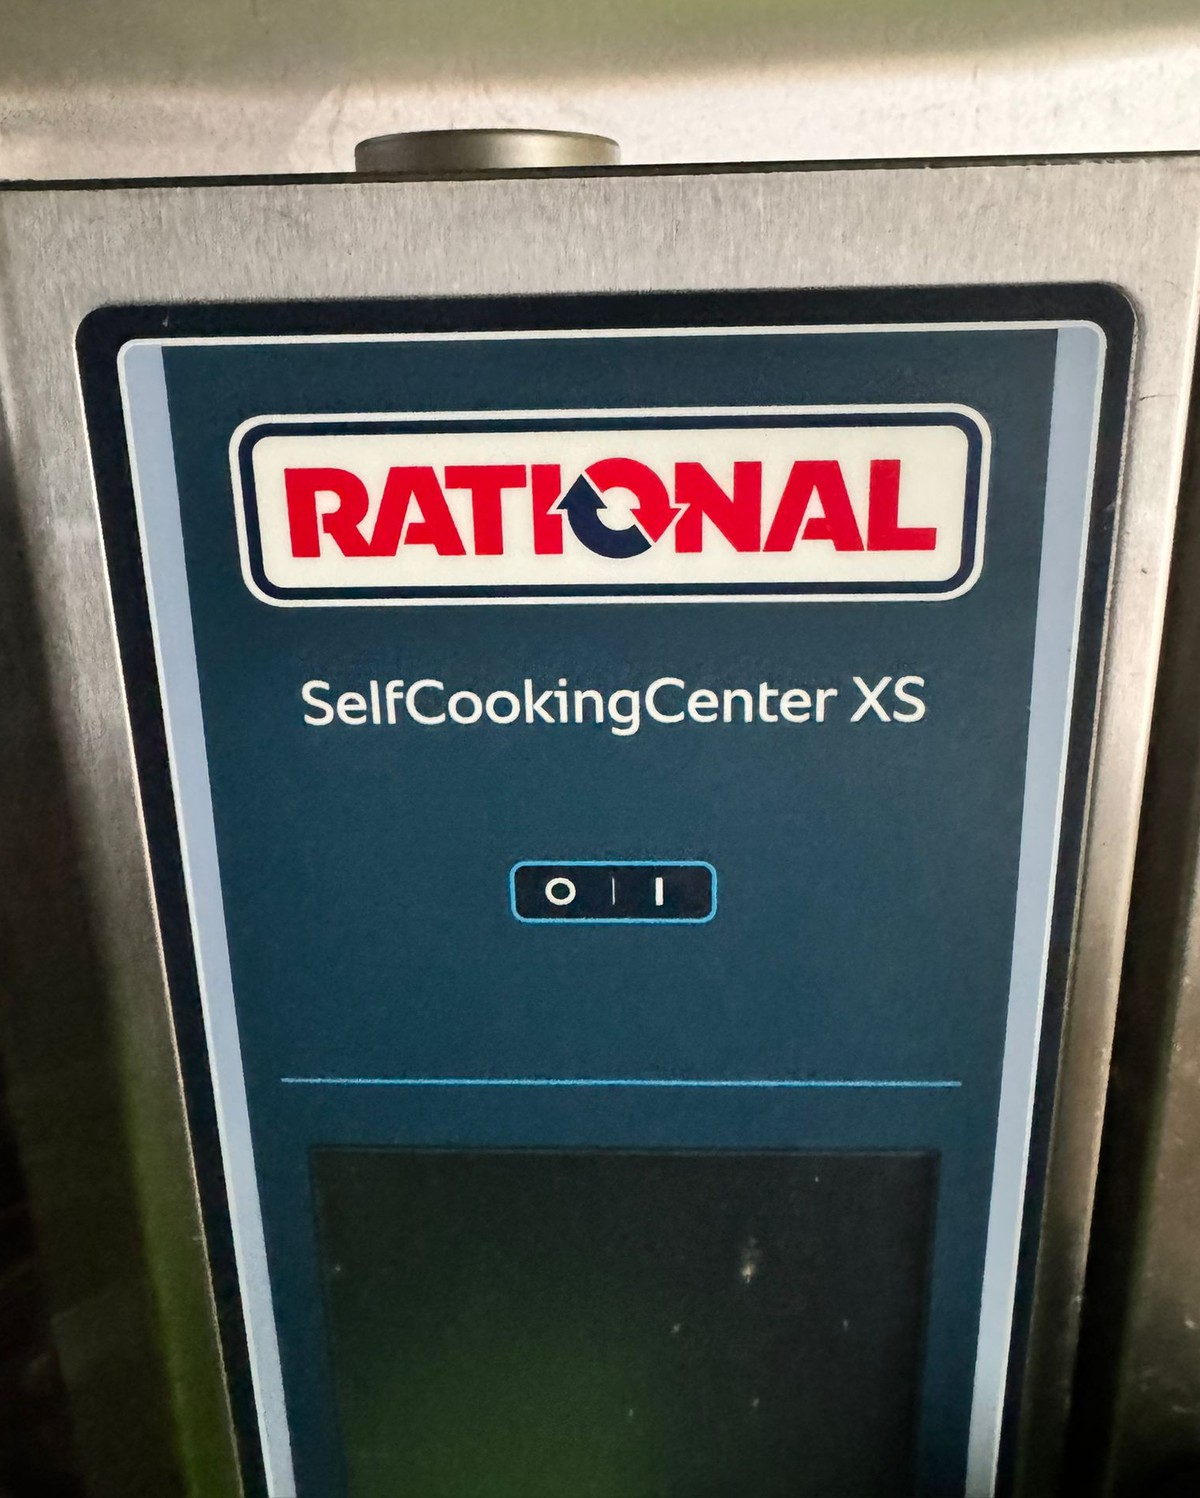 RATIONAL
SelfCookingCenter XS
O | I